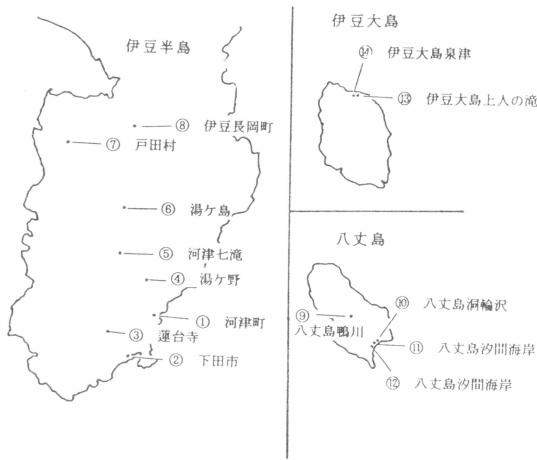 伊豆半島
⑧ 伊豆長岡町
⑦ 戸田村
⑥ 湯ケ島
⑤ 河津七滝
④ 湯ケ野
① 河津町
③ 蓮台寺
② 下田市
伊豆大島
⑭ 伊豆大島泉津
⑬ 伊豆大島上人の滝
八丈島
⑩ 八丈島洞輪沢
⑨
八丈島鴨川
⑪ 八丈島汐間海岸
⑫ 八丈島汐間海岸